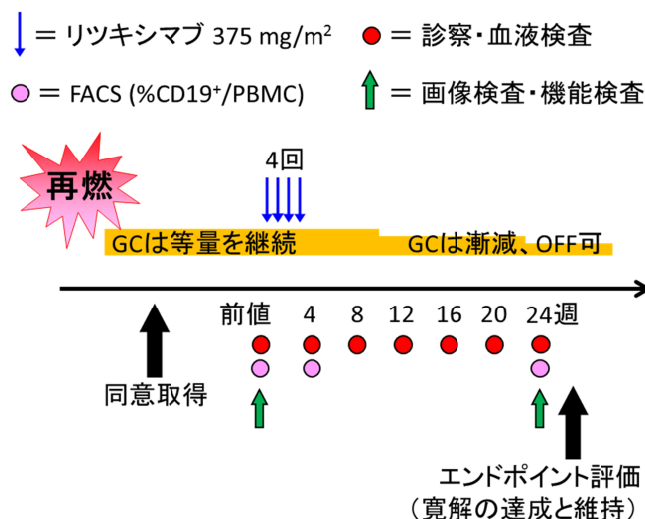 = リツキシマブ 375 mg/m²
= 診察・血液検査
= FACS (%CD19⁺/PBMC)
= 画像検査・機能検査
再燃
4回
GCは等量を継続
GCは漸減、OFF可
前値 4 8 12 16 20 24週
同意取得
エンドポイント評価
（寛解の達成と維持）